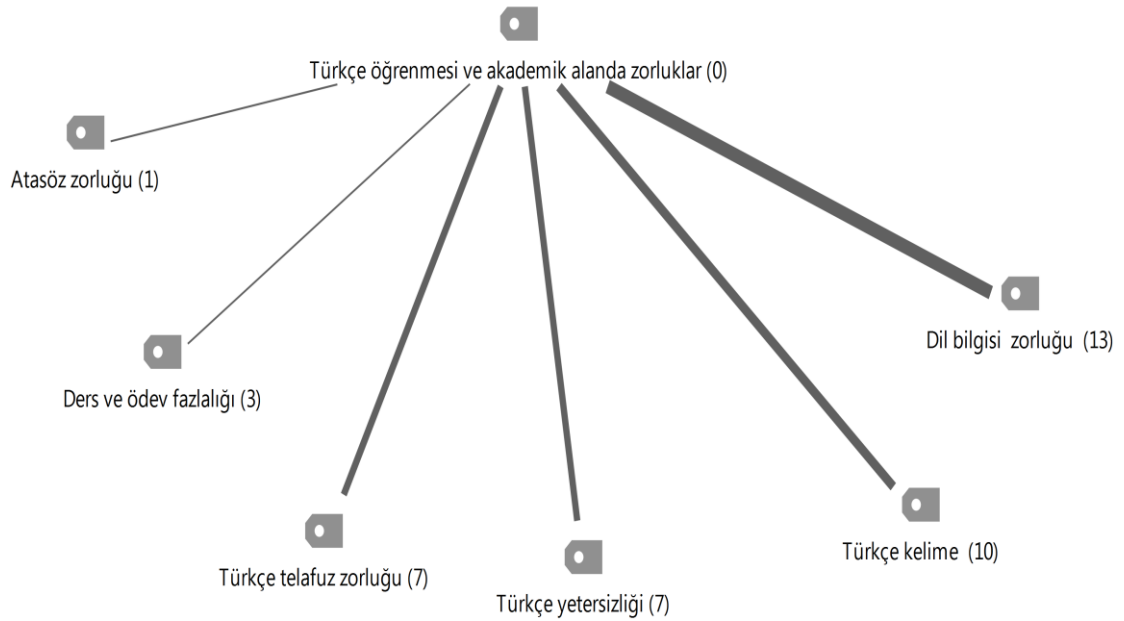 Türkçe öğrenmesi ve akademik alanda zorluklar (0)
Atasöz zorluğu (1)
Dil bilgisi  zorluğu  (13)
Ders ve ödev fazlalığı (3)
Türkçe kelime  (10)
Türkçe telafuz zorluğu (7)
Türkçe yetersizliği (7)